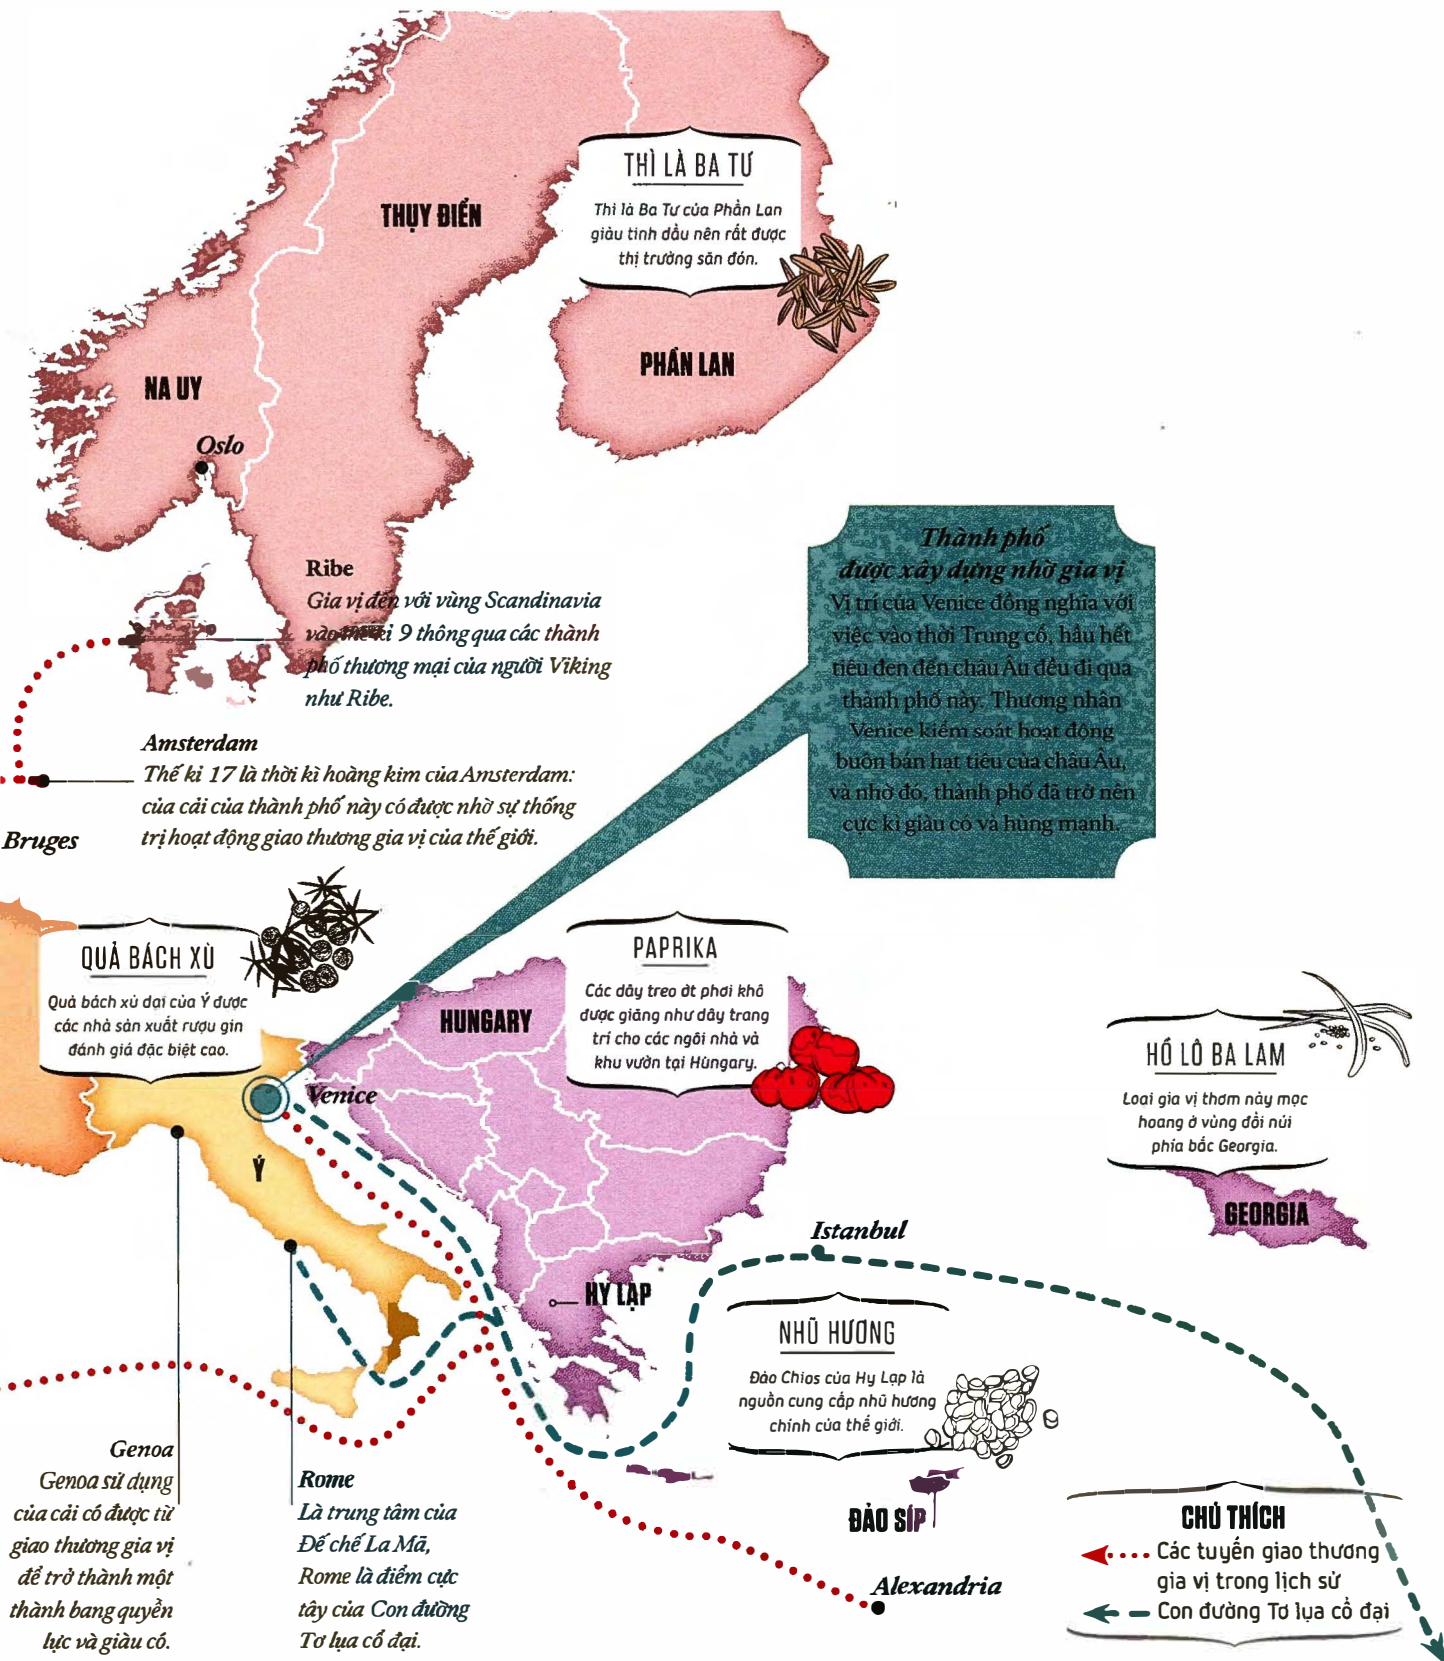 THÌ LÀ BA TƯ
Thì là Ba Tư của Phần Lan
giàu tinh dầu nên rất được
thị trường săn đón.
THỤY ĐIỂN
PHẦN LAN
NA UY
Oslo
Thành phố
được xây dựng nhờ gia vị
Vị trí của Venice đồng nghĩa với
việc vào thời Trung cổ, hầu hết
tiêu đen đến châu Âu đều đi qua
thành phố này. Thương nhân
Venice kiểm soát hoạt động
buôn bán hạt tiêu của châu Âu,
và nhờ đó, thành phố đã trở nên
cực kì giàu có và hùng mạnh.
Ribe
Gia vị đến với vùng Scandinavia
vào thế kỉ 9 thông qua các thành
phố thương mại của người Viking
như Ribe.
Amsterdam
Thế kỉ 17 là thời kì hoàng kim của Amsterdam:
của cải của thành phố này có được nhờ sự thống
trị hoạt động giao thương gia vị của thế giới.
Bruges
QUẢ BÁCH XÙ
Quả bách xù dại của Ý được
các nhà sản xuất rượu gin
đánh giá đặc biệt cao.
PAPRIKA
Các dây treo ớt phơi khô
được giăng như dây trang
trí cho các ngôi nhà và
khu vườn tại Hungary.
HUNGARY
HỒ LÔ BA LAM
Loại gia vị thơm này mọc
hoang ở vùng đồi núi
phía bắc Georgia.
GEORGIA
Venice
Ý
Istanbul
HY LẠP
NHŨ HƯƠNG
Đảo Chios của Hy Lạp là
nguồn cung cấp nhũ hương
chính của thế giới.
Genoa
Genoa sử dụng
của cải có được từ
giao thương gia vị
để trở thành một
thành bang quyền
lực và giàu có.
Rome
Là trung tâm của
Đế chế La Mã,
Rome là điểm cực
tây của Con đường
Tơ lụa cổ đại.
ĐẢO SÍP
Alexandria
CHÚ THÍCH
Các tuyến giao thương
gia vị trong lịch sử
Con đường Tơ lụa cổ đại